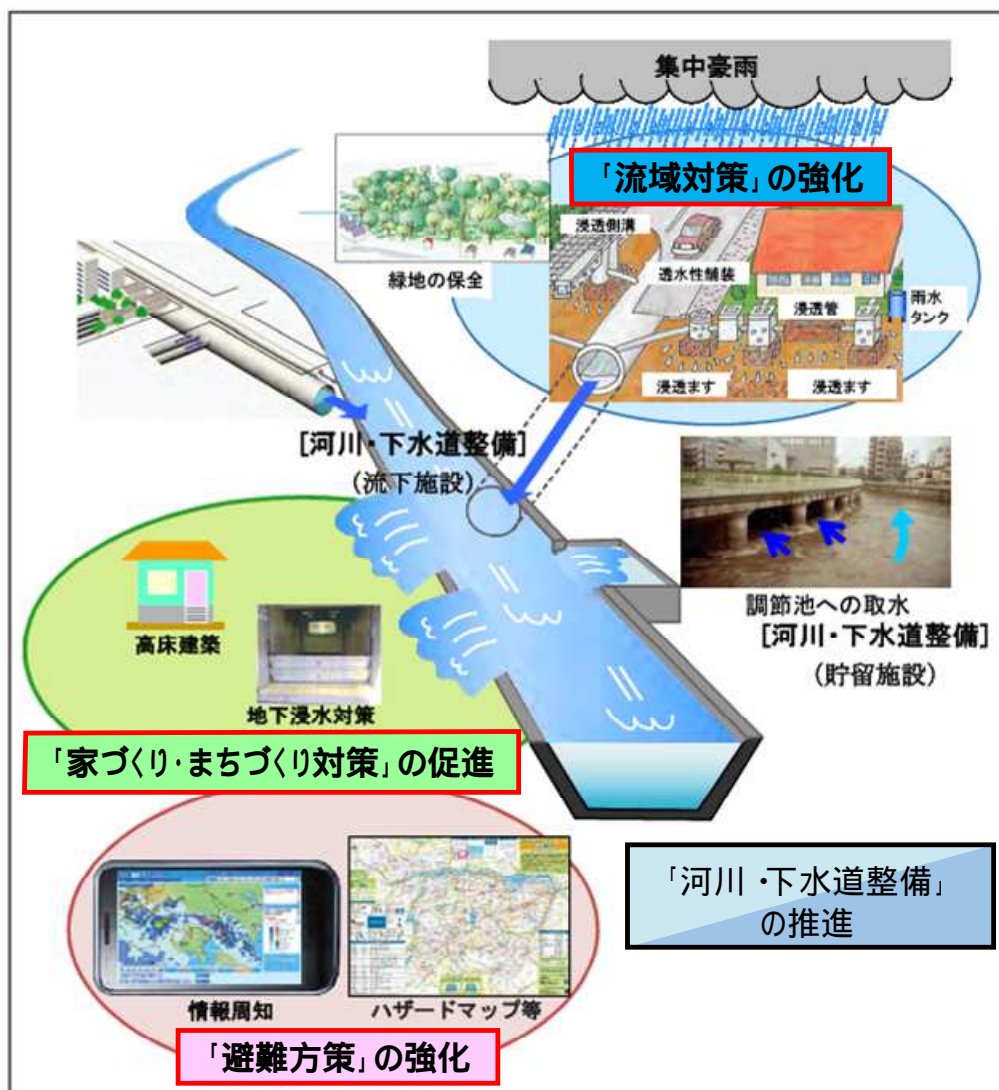 集中豪雨
「流域対策」の強化
浸透側溝
透水性舗装
浸透管
雨水
タンク
浸透ます
浸透ます
緑地の保全
[河川・下水道整備]
(流下施設)
調節池への取水
[河川・下水道整備]
(貯留施設)
高床建築
地下浸水対策
「家づくり・まちづくり対策」の促進
「河川・下水道整備」
の推進
情報周知
ハザードマップ等
「避難方策」の強化